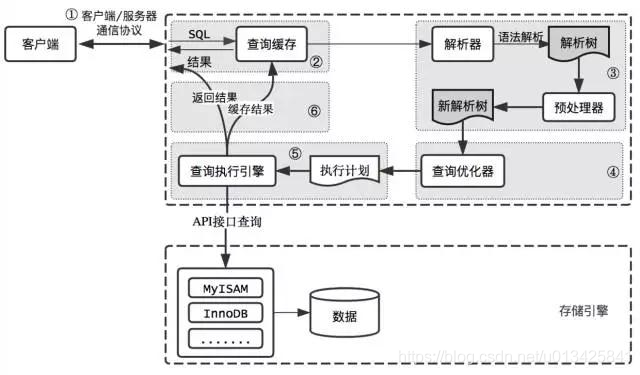 ① 客户端/服务器
通信协议
客户端
SQL
结果
查询缓存
②
解析器
语法解析
解析树
③
预处理器
新解析树
返回结果
缓存结果
⑥
查询执行引擎
⑤
执行计划
查询优化器
④
API接口查询
MyISAM
InnoDB
.......
数据
存储引擎
https://blog.csdn.net/u013425841